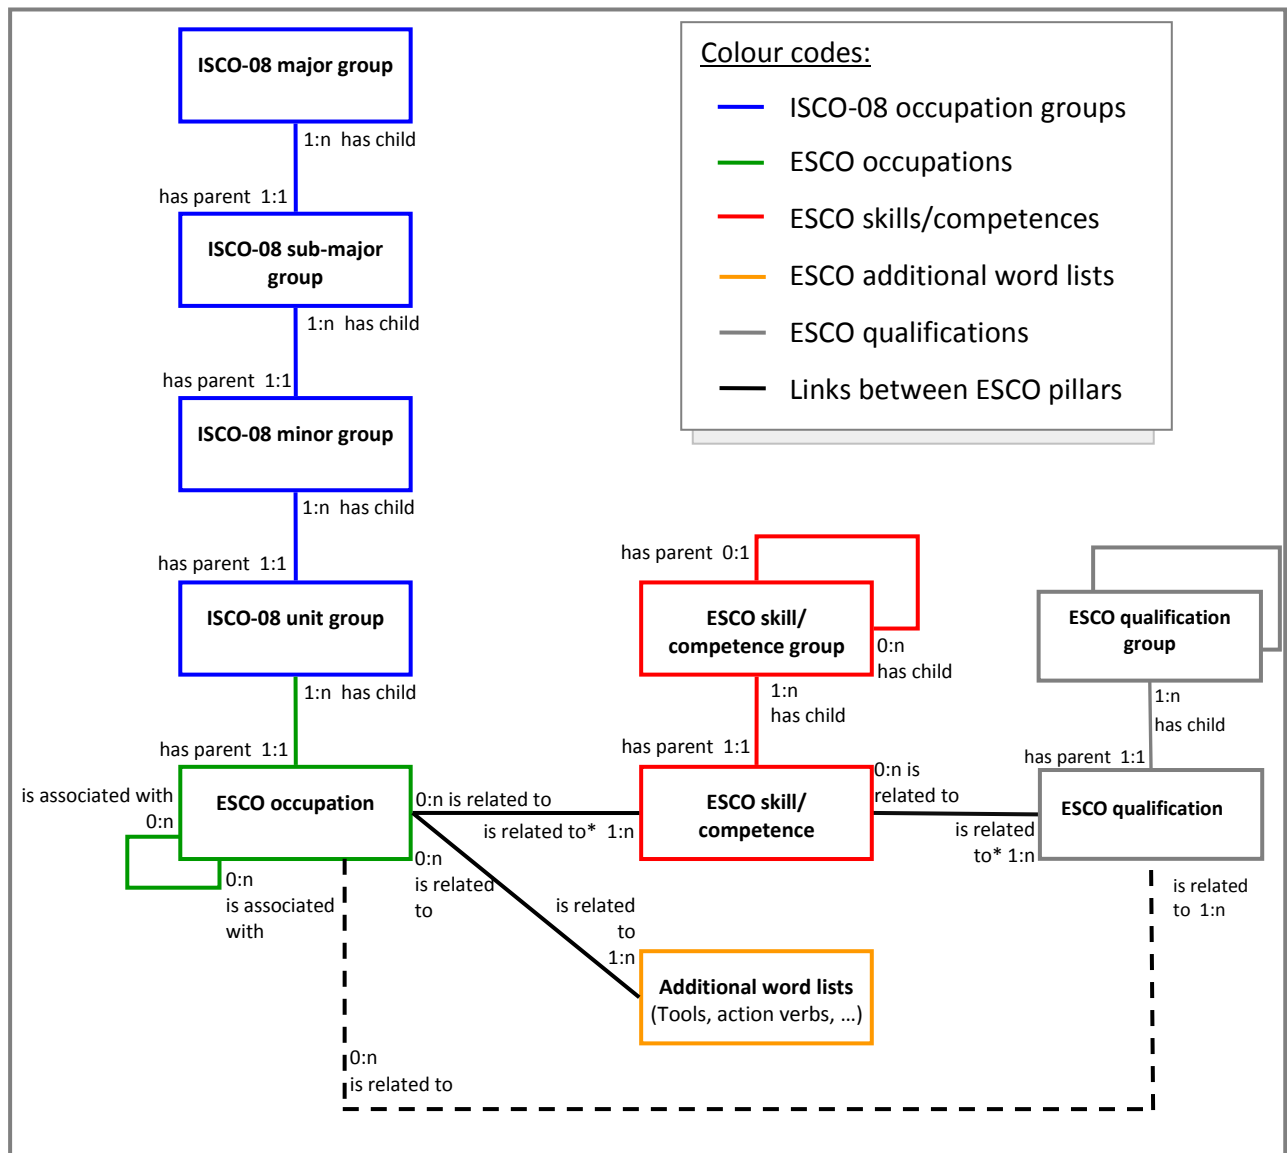 ISCO-08 major group
1:n  has child
has parent  1:1
ISCO-08 sub-major
group
1:n  has child
has parent  1:1
ISCO-08 minor group
1:n  has child
has parent  1:1
ISCO-08 unit group
1:n  has child
has parent  1:1
ESCO occupation
is associated with
0:n
0:n
is associated
with
Colour codes:
ISCO-08 occupation groups
ESCO occupations
ESCO skills/competences
ESCO additional word lists
ESCO qualifications
Links between ESCO pillars
has parent  0:1
ESCO skill/
competence group
0:n
has child
1:n
has child
has parent  1:1
ESCO skill/
competence
0:n is related to
is related to*  1:n
0:n
is related
to
is related
to
1:n
Additional word lists
(Tools, action verbs, …)
ESCO qualification
group
1:n
has child
has parent  1:1
ESCO qualification
0:n is
related to
is related
to* 1:n
is related
to  1:n
0:n
is related to